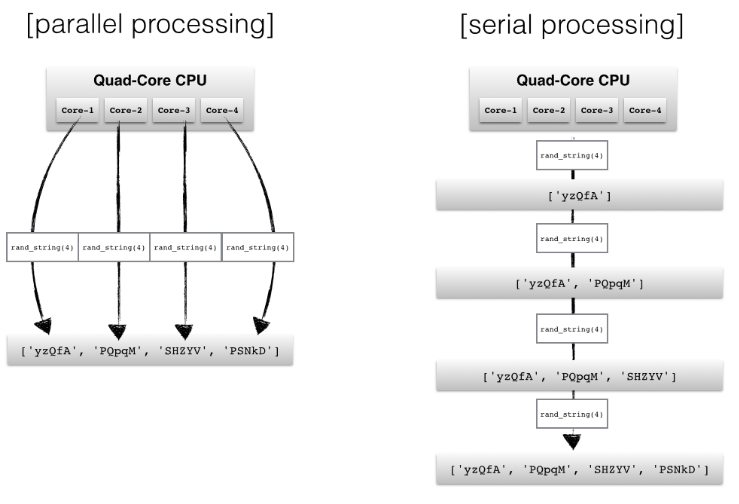 [parallel processing]
Quad-Core CPU
Core-1 Core-2 Core-3 Core-4
rand_string(4) rand_string(4) rand_string(4) rand_string(4)
['yzQfA', 'PQpqM', 'SHZYV', 'PSNkD']
[serial processing]
Quad-Core CPU
Core-1 Core-2 Core-3 Core-4
rand_string(4)
['yzQfA']
rand_string(4)
['yzQfA', 'PQpqM']
rand_string(4)
['yzQfA', 'PQpqM', 'SHZYV']
rand_string(4)
['yzQfA', 'PQpqM', 'SHZYV', 'PSNkD']